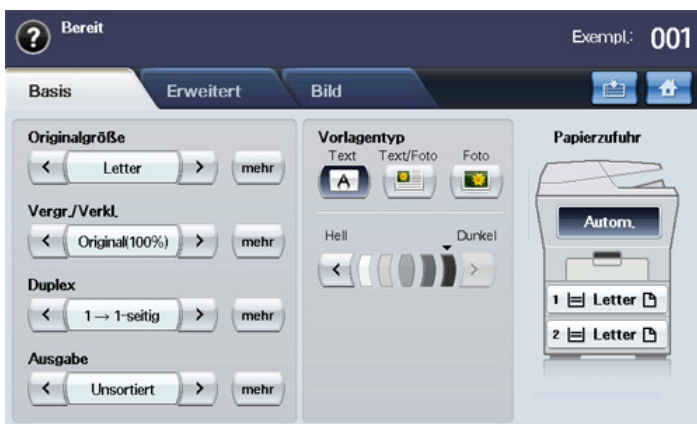 ?
Bereit
Exempl.: 001
Basis
Erweitert
Bild
Originalgröße
< Letter > mehr
Vergr./Verkl.
< Original(100%) > mehr
Duplex
< 1 → 1-seitig > mehr
Ausgabe
< Unsortiert > mehr
Vorlagentyp
Text Text/Foto Foto
A
Hell Dunkel
< >
Papierzufuhr
Autom.
1 Letter
2 Letter